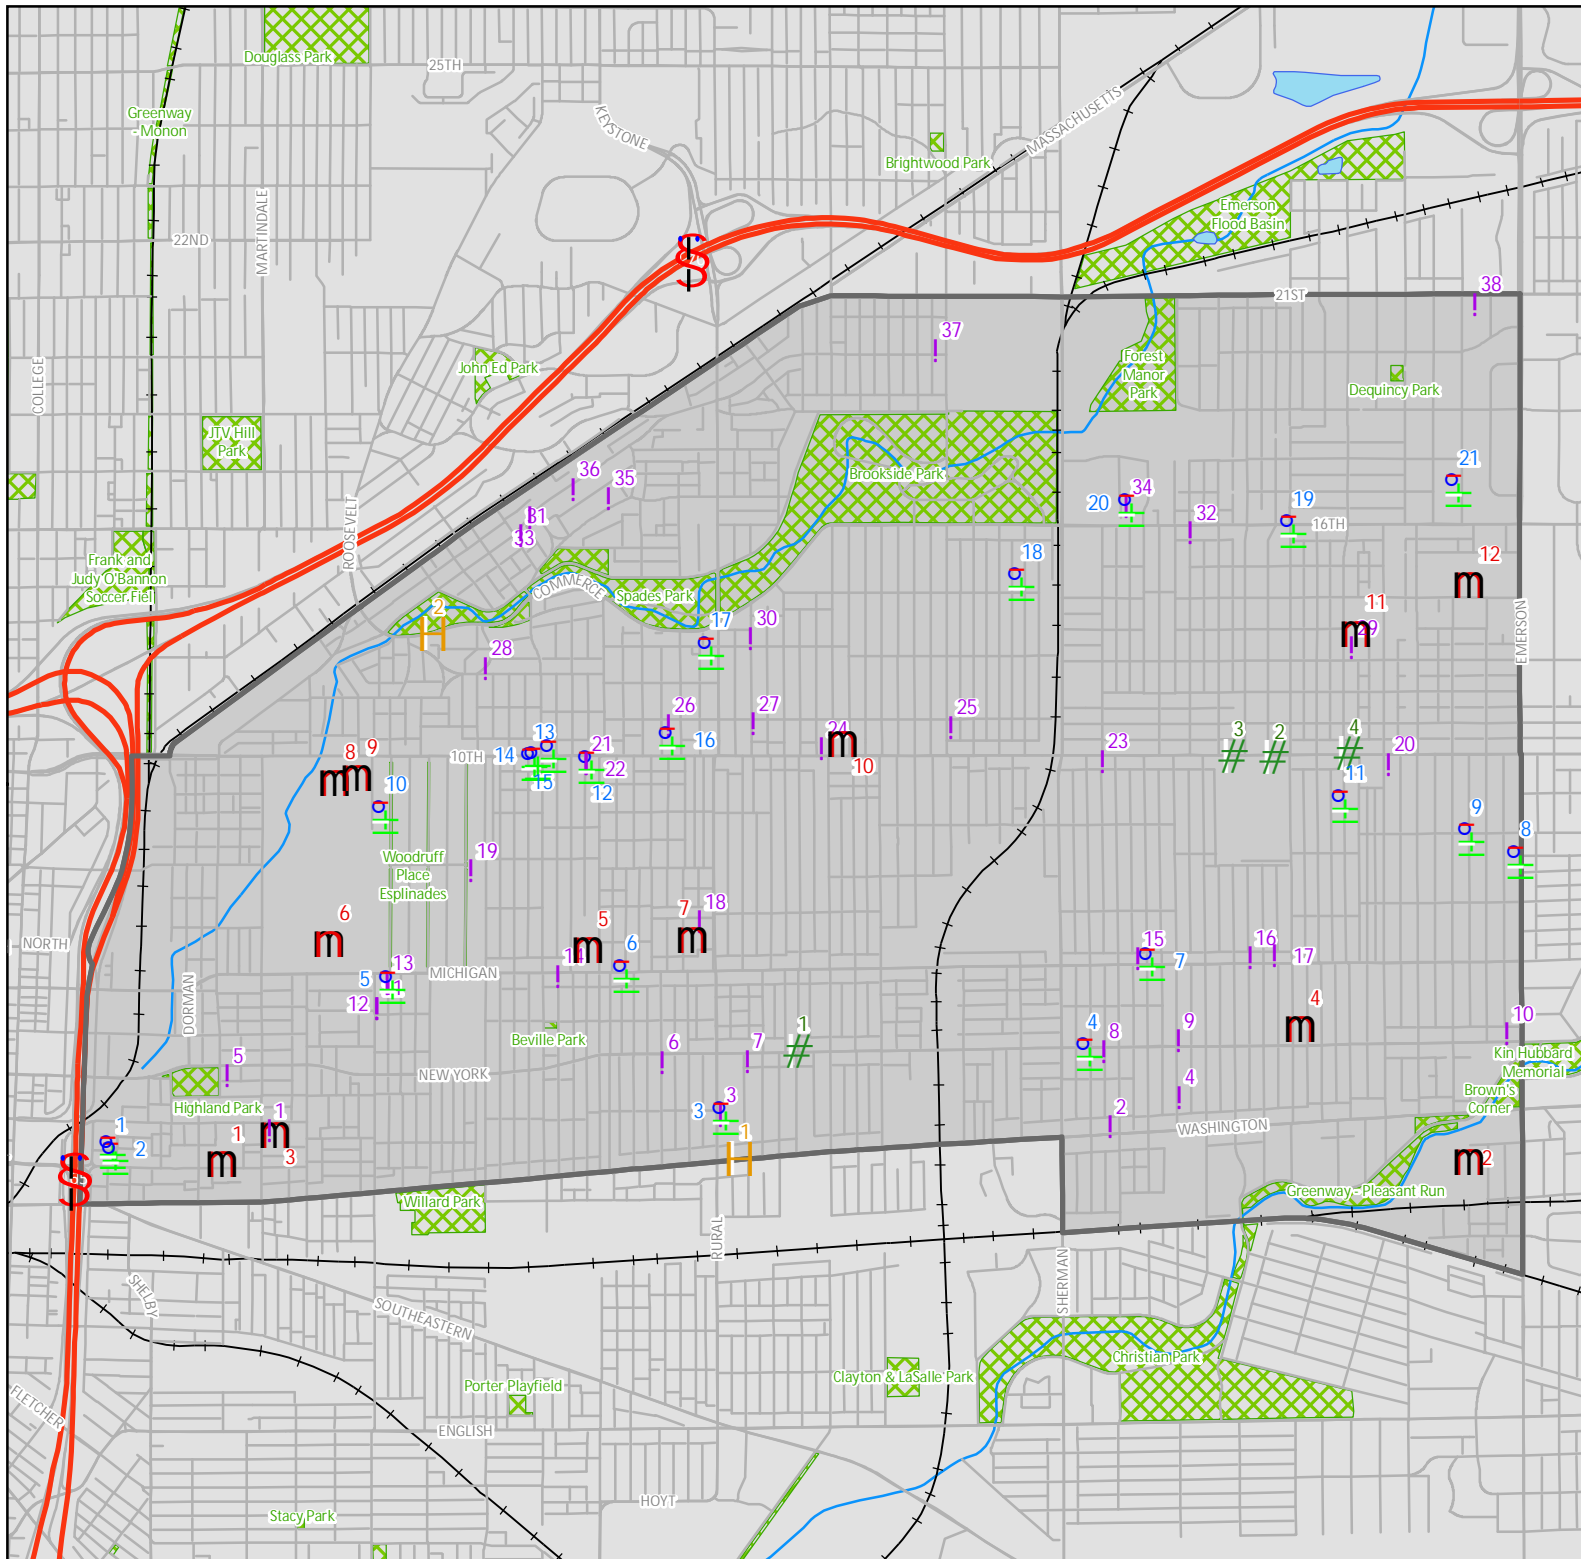 Douglass Park
25TH
Greenway
- Monon
KEYSTONE
MASSACHUSETTS
Brightwood Park
MARTINDALE
22ND
Emerson
Flood Basin
21ST
38
37
COLLEGE
John Ed Park
Forest
Manor
Park
Dequincy Park
JTV Hill
Park
Brookside Park
36
35
21
34
20
32
19
16TH
31
33
ROOSEVELT
Frank and
Judy O'Bannon
Soccer Fiel
18
12
COMMERCE
Spades Park
2
11
29
17
30
28
EMERSON
26
27
25
24
10
16
13
14
15
10TH
21
22
12
8
9
10
23
3
2
4
20
11
9
8
Woodruff
Place
Esplinades
19
6
5
7
18
6
NORTH
14
MICHIGAN
13
5
11
12
15
7
16
17
DORMAN
4
10
4
8
9
Beville Park
1
6
7
5
NEW YORK
Kin Hubbard
Memorial
Brown's
Corner
Highland Park
4
2
3
3
1
1
3
1
2
1
WASHINGTON
2
Greenway - Pleasant Run
Willard Park
RURAL
SHERMAN
SHELBY
SOUTHEASTERN
Christian Park
Clayton & LaSalle Park
Porter Playfield
FLETCHER
ENGLISH
HOYT
Stacy Park